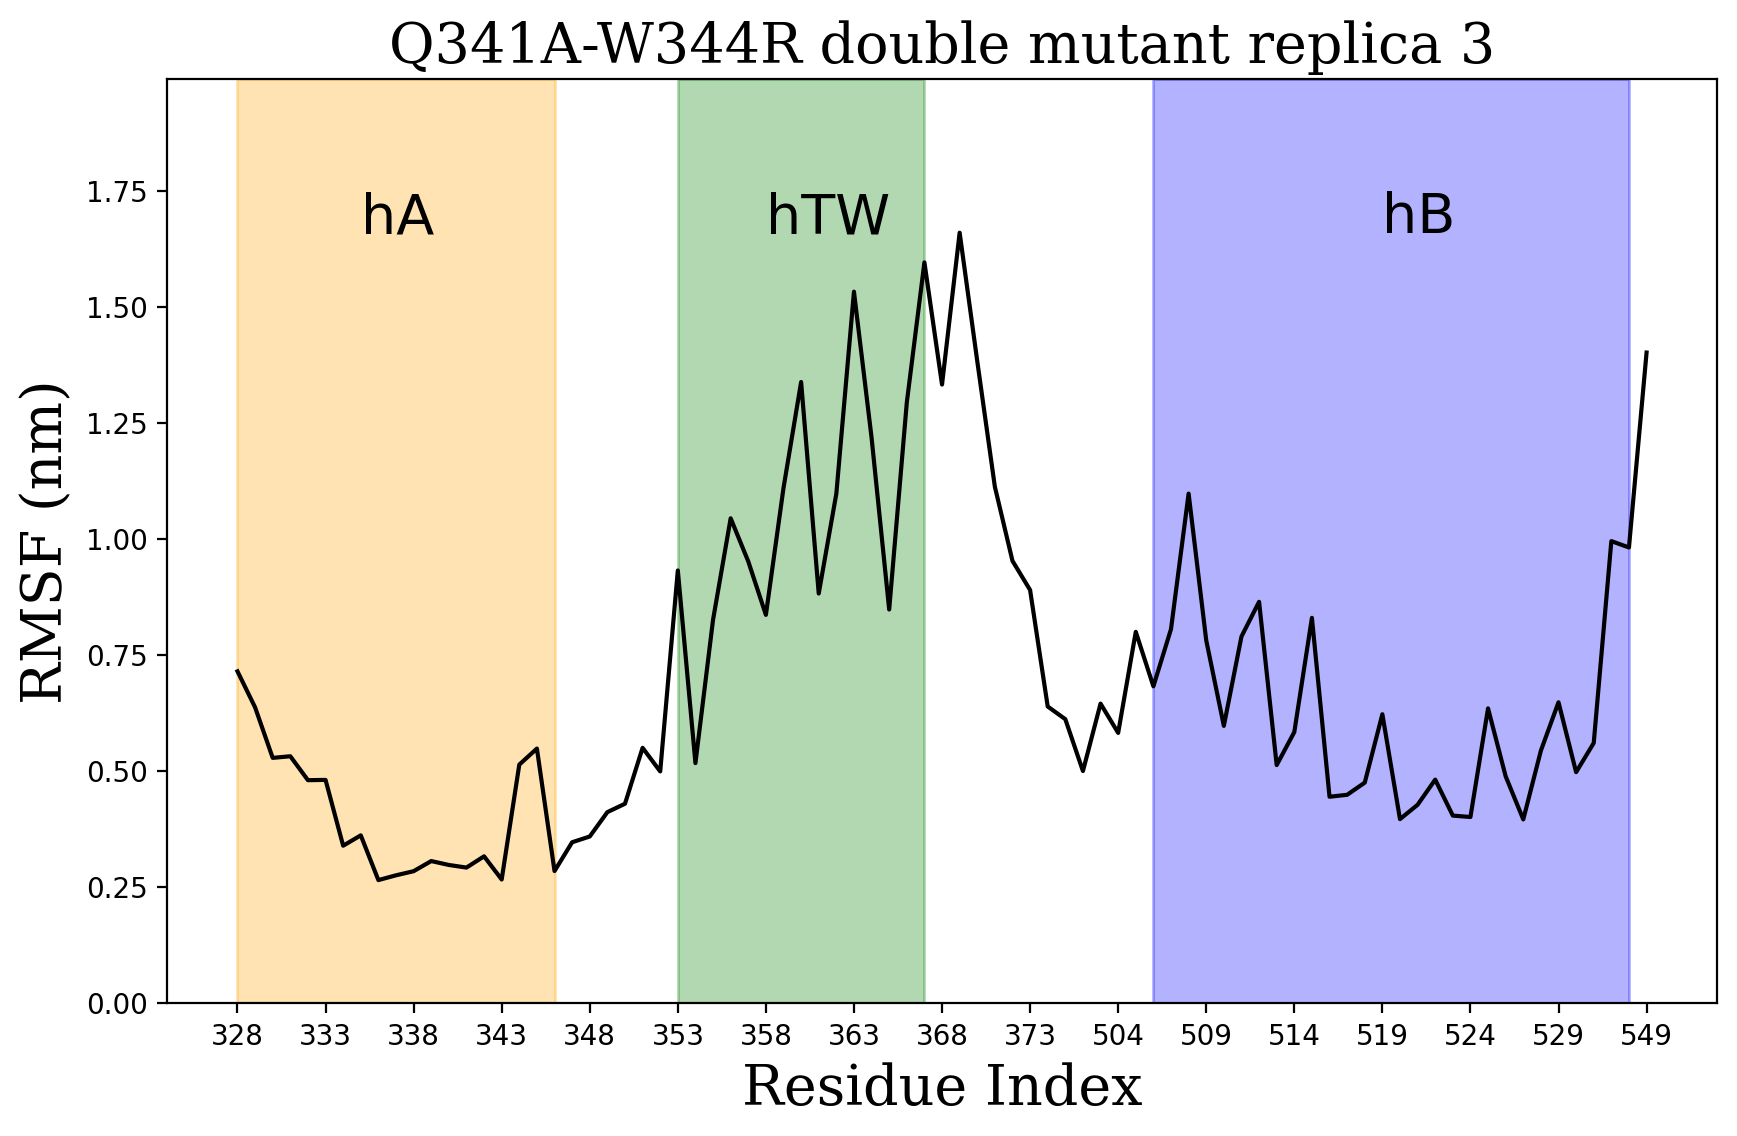 Q341A-W344R double mutant replica 3
hA
hTW
hB
RMSF (nm)
1.75
1.50
1.25
1.00
0.75
0.50
0.25
0.00
328 333 338 343 348 353 358 363 368 373 504 509 514 519 524 529 549
Residue Index